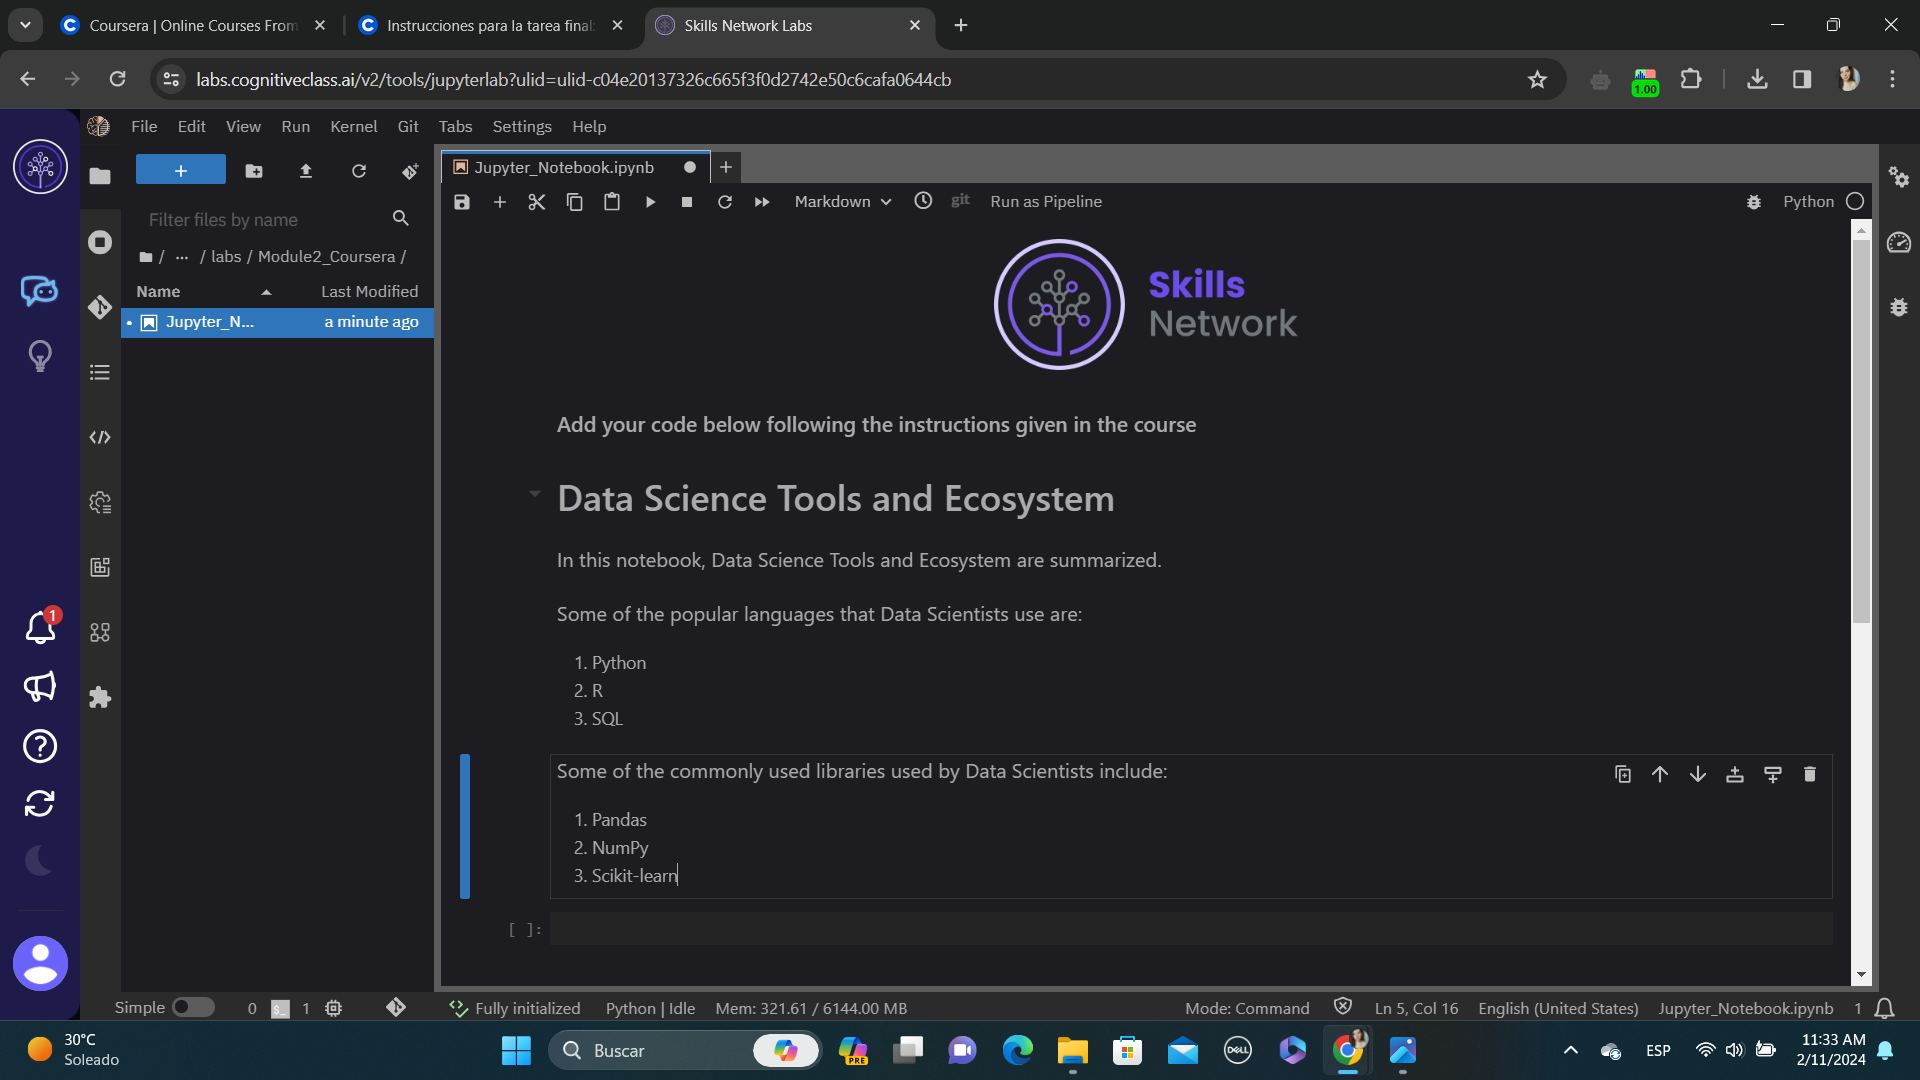 Coursera | Online Courses From
Instrucciones para la tarea final:
Skills Network Labs
labs.cognitiveclass.ai/v2/tools/jupyterlab?ulid=ulid-c04e20137326c665f3f0d2742e50c6cafa0644cb
1.00
File Edit View Run Kernel Git Tabs Settings Help
Jupyter_Notebook.ipynb
Filter files by name
Markdown
git
Run as Pipeline
Python
/ ... / labs / Module2_Coursera /
Name
Last Modified
Jupyter_N...
a minute ago
Skills
Network
Add your code below following the instructions given in the course
Data Science Tools and Ecosystem
In this notebook, Data Science Tools and Ecosystem are summarized.
Some of the popular languages that Data Scientists use are:
1. Python
2. R
3. SQL
Some of the commonly used libraries used by Data Scientists include:
1. Pandas
2. NumPy
3. Scikit-learn
[ ]:
1
Simple
0
$_
1
Fully initialized
Python | Idle
Mem: 321.61 / 6144.00 MB
Mode: Command
Ln 5, Col 16
English (United States)
Jupyter_Notebook.ipynb
1
30°C
Soleado
Buscar
PRE
DELL
ESP
11:33 AM
2/11/2024